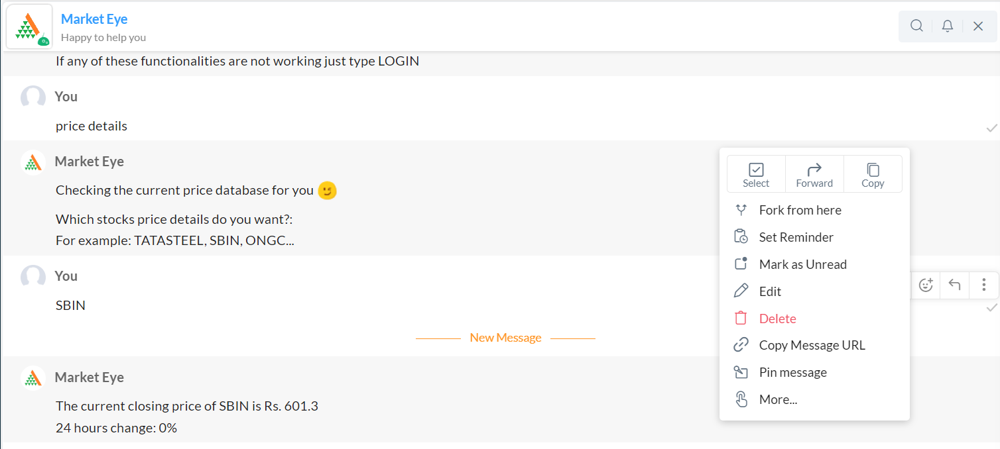 Market Eye
Happy to help you
If any of these functionalities are not working just type LOGIN
You
price details
Market Eye
Checking the current price database for you
Which stocks price details do you want?:
For example: TATASTEEL, SBIN, ONGC...
You
SBIN
New Message
Market Eye
The current closing price of SBIN is Rs. 601.3
24 hours change: 0%
Select Forward Copy
Fork from here
Set Reminder
Mark as Unread
Edit
Delete
Copy Message URL
Pin message
More...